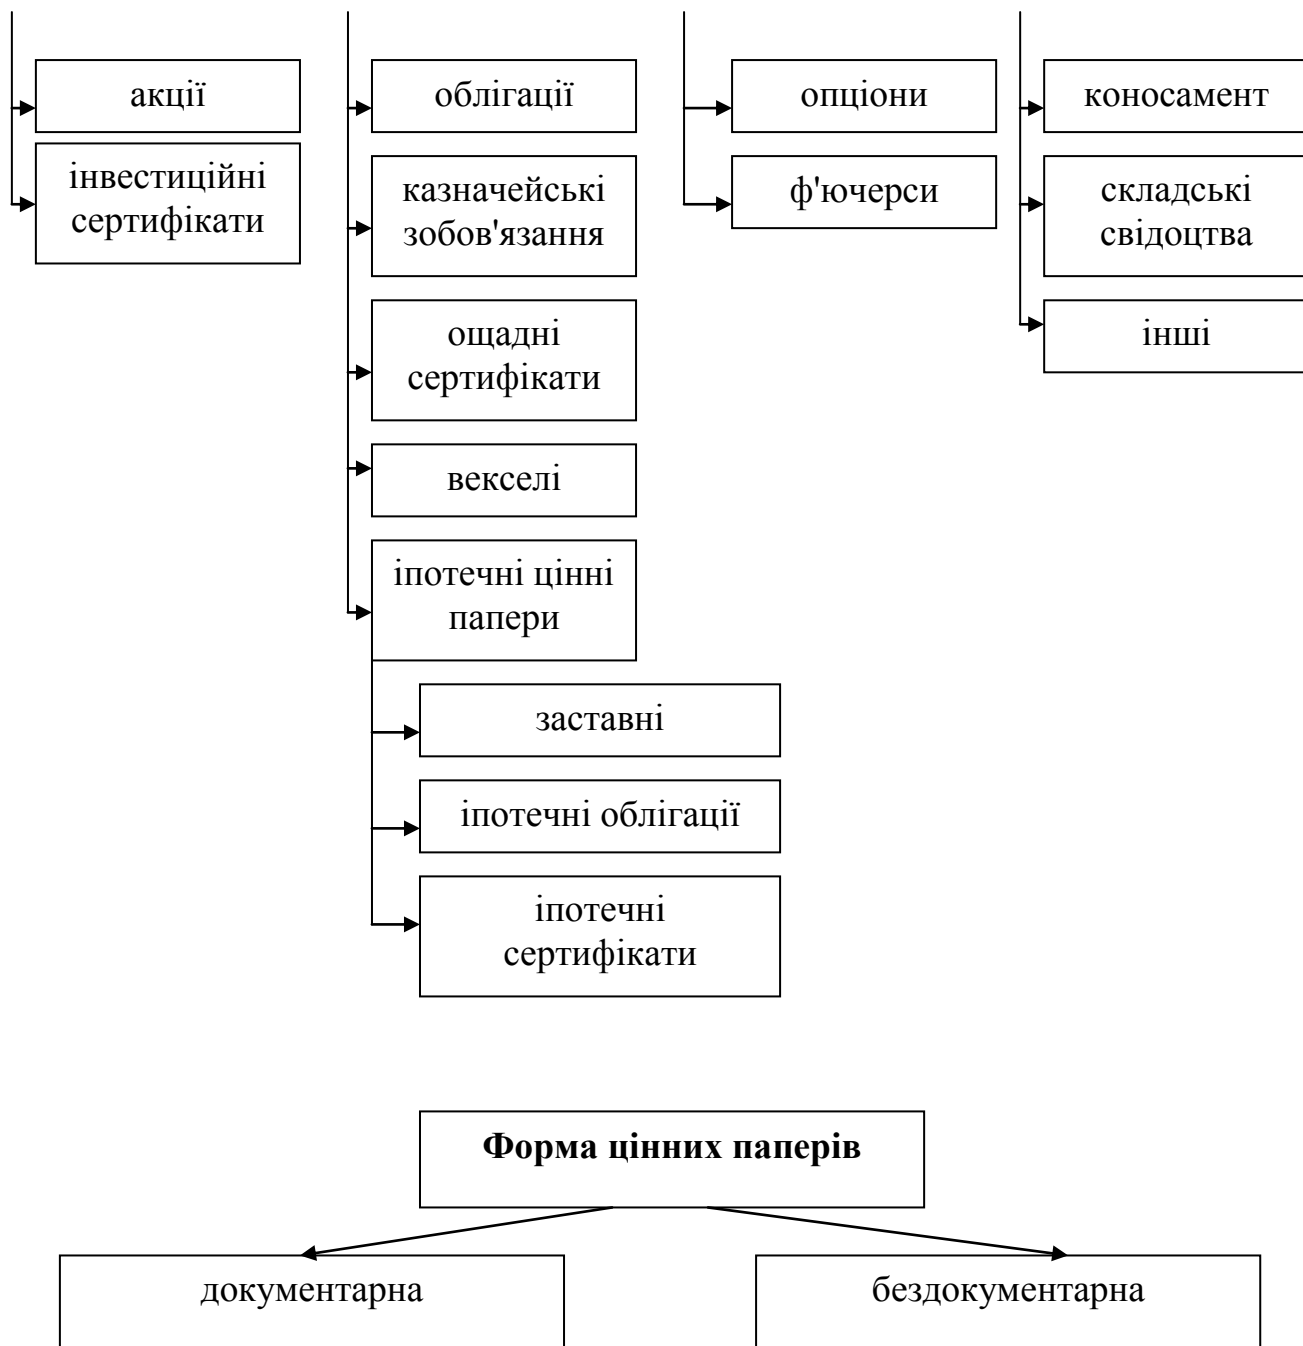 акції
інвестиційні
сертифікати
облігації
казначейські
зобов'язання
ощадні
сертифікати
векселі
іпотечні цінні
папери
заставні
іпотечні облігації
іпотечні
сертифікати
опціони
ф'ючерси
коносамент
складські
свідоцтва
інші
Форма цінних паперів
документарна
бездокументарна